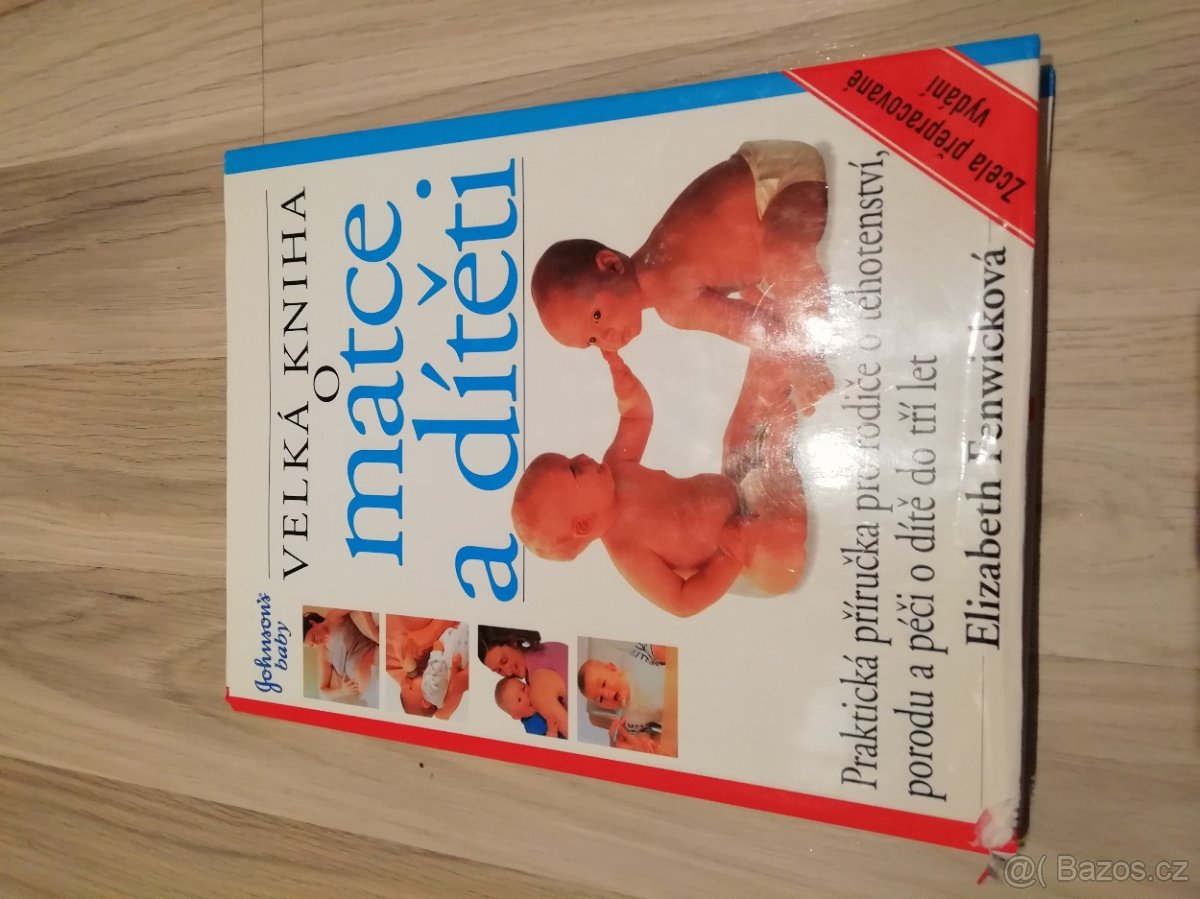 Johnson's
baby
VELKÁ KNIHA
O
matce
a dítěti
Praktická příručka pro rodiče o těhotenství,
porodu a péči o dítě do tří let
Elizabeth Fenwicková
Zcela přepracované
vydání
@( Bazos.cz